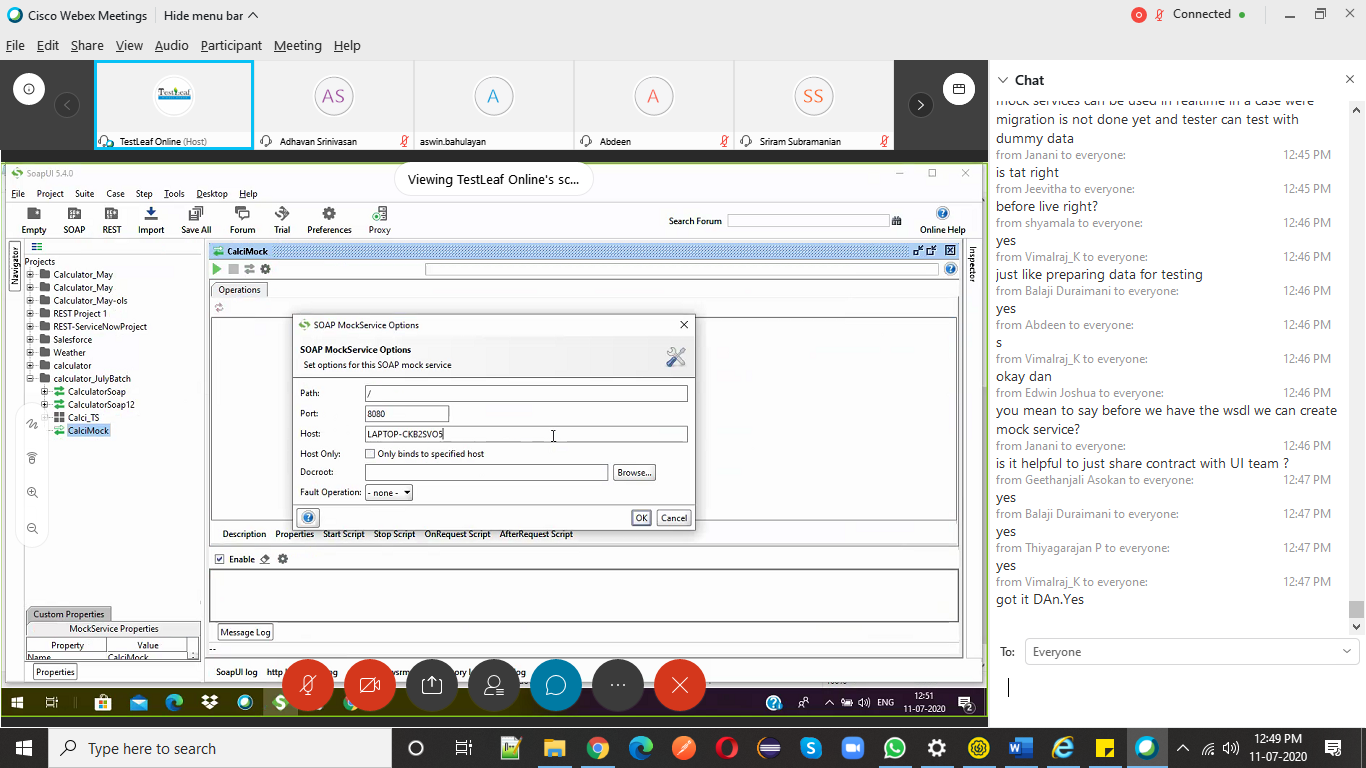 Cisco Webex Meetings
Hide menu bar
Connected
File Edit Share View Audio Participant Meeting Help
TestLeaf
AS
A
A
SS
TestLeaf Online (Host)
Adhavan Srinivasan
aswin.bahulayan
Abdeen
Sriram Subramanian
SoapUI 5.4.0
Viewing TestLeaf Online's sc...
File Project Suite Case Step Tools Desktop Help
Empty SOAP REST Import Save All Forum Trial Preferences Proxy
Search Forum
Online Help
Navigator
Projects
Calculator_May
Calculator_May
Calculator_May-ols
REST Project 1
REST-ServiceNowProject
Salesforce
Weather
calculator
calculator_JulyBatch
CalculatorSoap
CalculatorSoap12
Calci_TS
CalciMock
Custom Properties
MockService Properties
Property Value
Name CalciMock
Properties
CalciMock
Inspector
Operations
SOAP MockService Options
SOAP MockService Options
Set options for this SOAP mock service
Path: /
Port: 8080
Host: LAPTOP-CKB2SVO5
Host Only: Only binds to specified host
Docroot: Browse...
Fault Operation: - none -
OK Cancel
Description Properties Start Script Stop Script OnRequest Script AfterRequest Script
Enable
Message Log
--
SoapUI log
12:51
ENG
11-07-2020
2
Chat
mock services can be used in realtime in a case were
migration is not done yet and tester can test with
dummy data
from Janani to everyone: 12:45 PM
is tat right
from Jeevitha to everyone: 12:45 PM
before live right?
from shyamala to everyone: 12:46 PM
yes
from Vimalraj_K to everyone: 12:46 PM
just like preparing data for testing
from Balaji Duraimani to everyone: 12:46 PM
yes
from Abdeen to everyone: 12:46 PM
s
from Vimalraj_K to everyone: 12:46 PM
okay dan
from Edwin Joshua to everyone: 12:46 PM
you mean to say before we have the wsdl we can create
mock service?
from Janani to everyone: 12:46 PM
is it helpful to just share contract with UI team ?
from Geethanjali Asokan to everyone: 12:47 PM
yes
from Balaji Duraimani to everyone: 12:47 PM
yes
from Thiyagarajan P to everyone: 12:47 PM
yes
from Vimalraj_K to everyone: 12:47 PM
got it DAn.Yes
To: Everyone
Type here to search
12:49 PM
11-07-2020